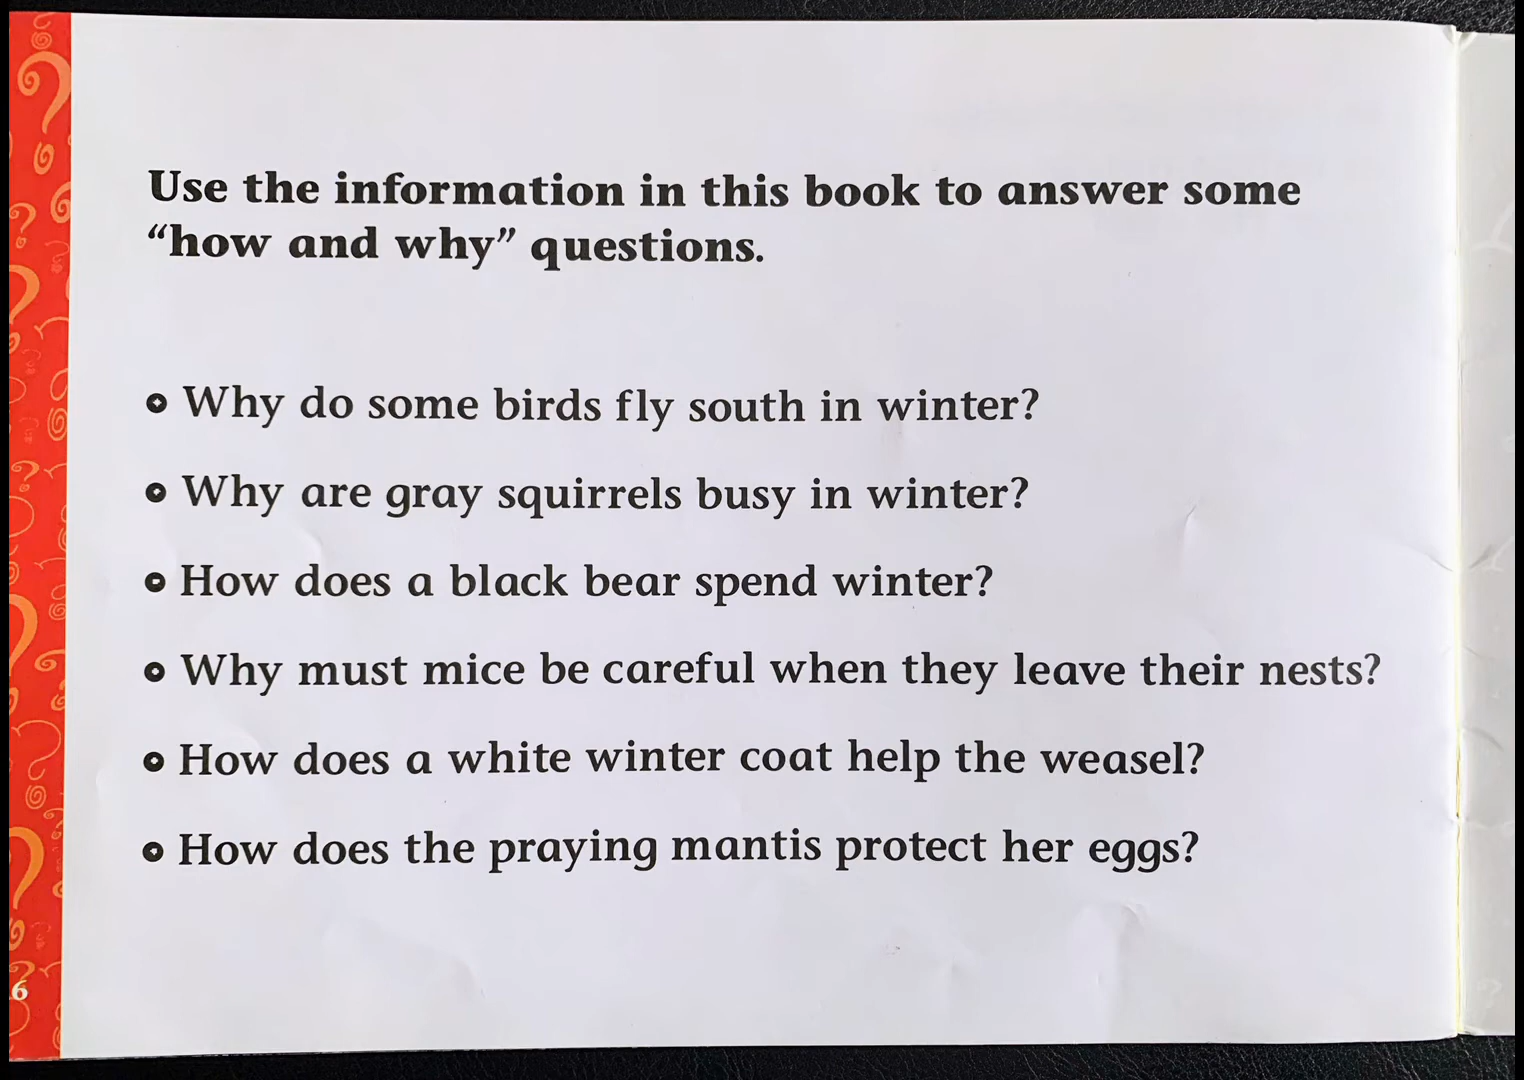 Use the information in this book to answer some
“how and why” questions.
Why do some birds fly south in winter?
Why are gray squirrels busy in winter?
How does a black bear spend winter?
Why must mice be careful when they leave their nests?
How does a white winter coat help the weasel?
How does the praying mantis protect her eggs?
6